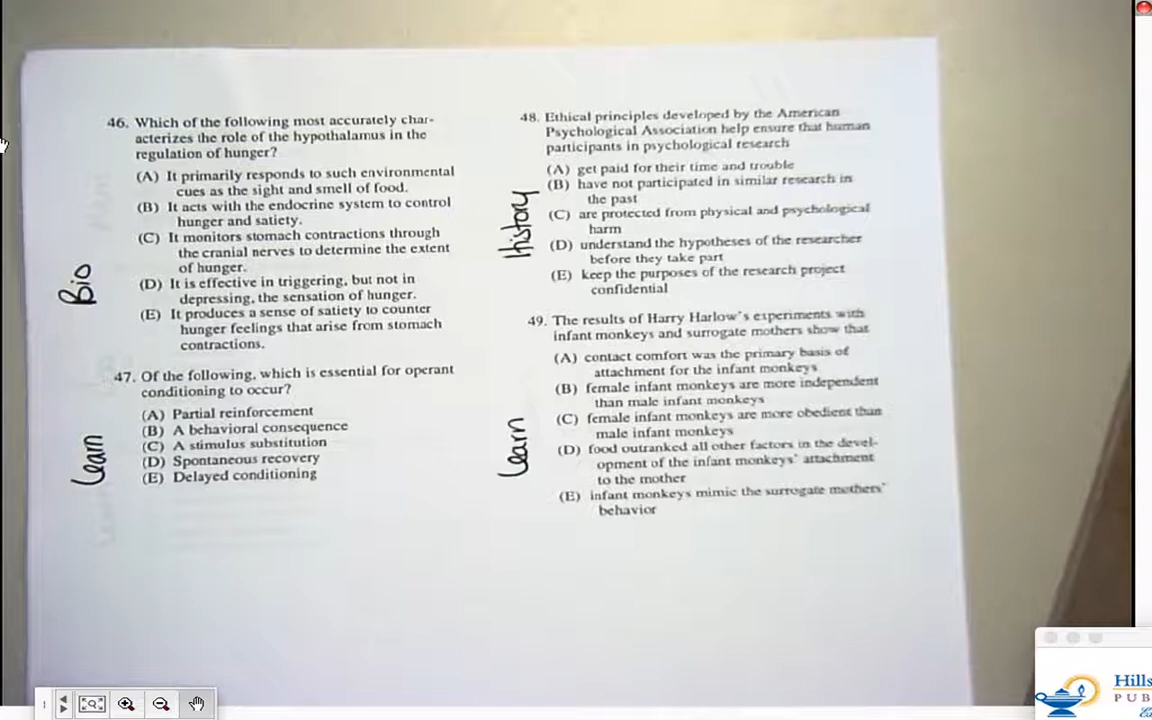 46. Which of the following most accurately char-
acterizes the role of the hypothalamus in the
regulation of hunger?
(A) It primarily responds to such environmental
cues as the sight and smell of food.
(B) It acts with the endocrine system to control
hunger and satiety.
(C) It monitors stomach contractions through
the cranial nerves to determine the extent
of hunger.
(D) It is effective in triggering, but not in
depressing, the sensation of hunger.
(E) It produces a sense of satiety to counter
hunger feelings that arise from stomach
contractions.
Bio
47. Of the following, which is essential for operant
conditioning to occur?
(A) Partial reinforcement
(B) A behavioral consequence
(C) A stimulus substitution
(D) Spontaneous recovery
(E) Delayed conditioning
Learn
48. Ethical principles developed by the American
Psychological Association help ensure that human
participants in psychological research
(A) get paid for their time and trouble
(B) have not participated in similar research in
the past
(C) are protected from physical and psychological
harm
(D) understand the hypotheses of the researcher
before they take part
(E) keep the purposes of the research project
confidential
History
49. The results of Harry Harlow's experiments with
infant monkeys and surrogate mothers show that
(A) contact comfort was the primary basis of
attachment for the infant monkeys
(B) female infant monkeys are more independent
than male infant monkeys
(C) female infant monkeys are more obedient than
male infant monkeys
(D) food outranked all other factors in the devel-
opment of the infant monkeys' attachment
to the mother
(E) infant monkeys mimic the surrogate mothers'
behavior
Learn
Hills
PUB